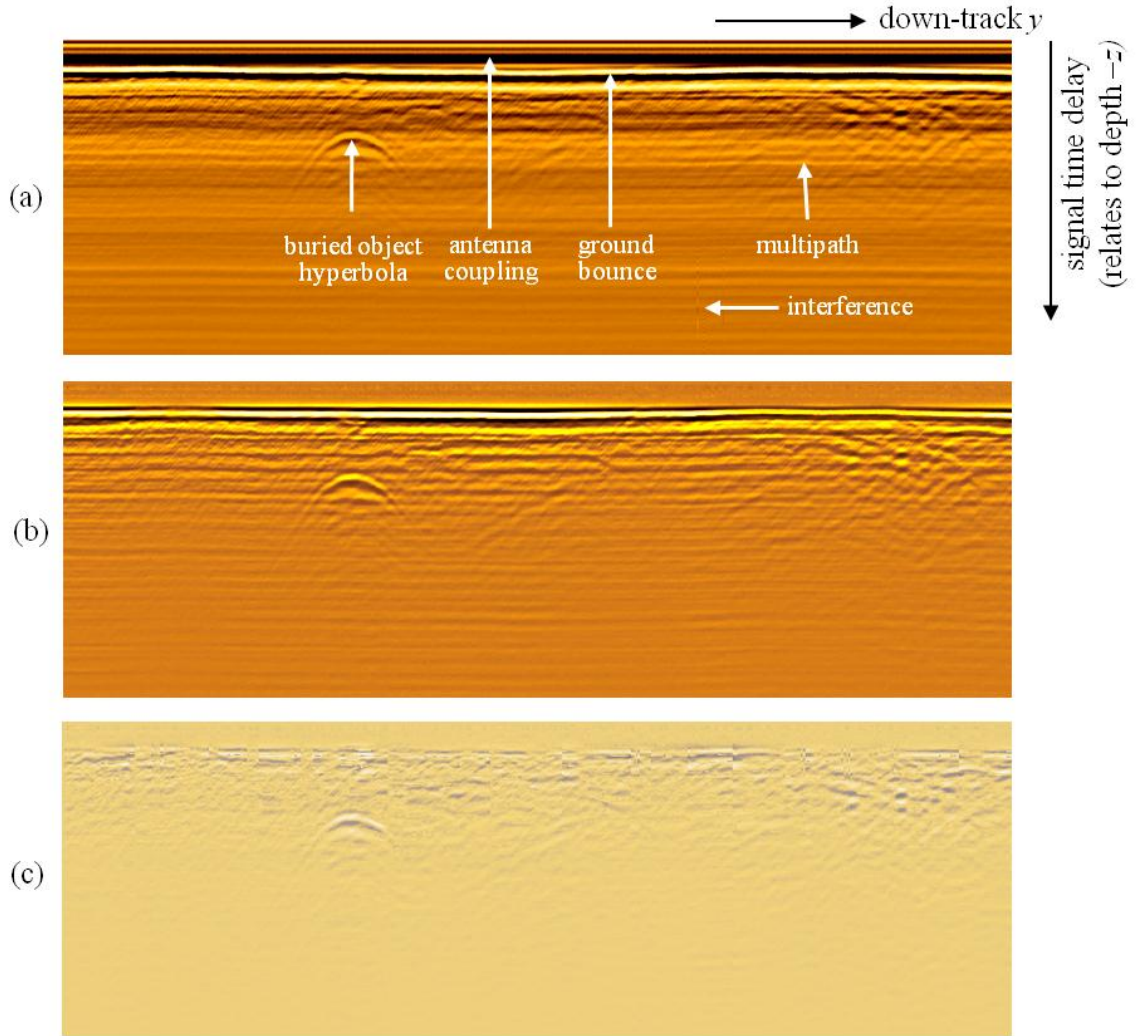 down-track y
signal time delay
(relates to depth –z)
(a)
buried object
hyperbola
antenna
coupling
ground
bounce
multipath
interference
(b)
(c)